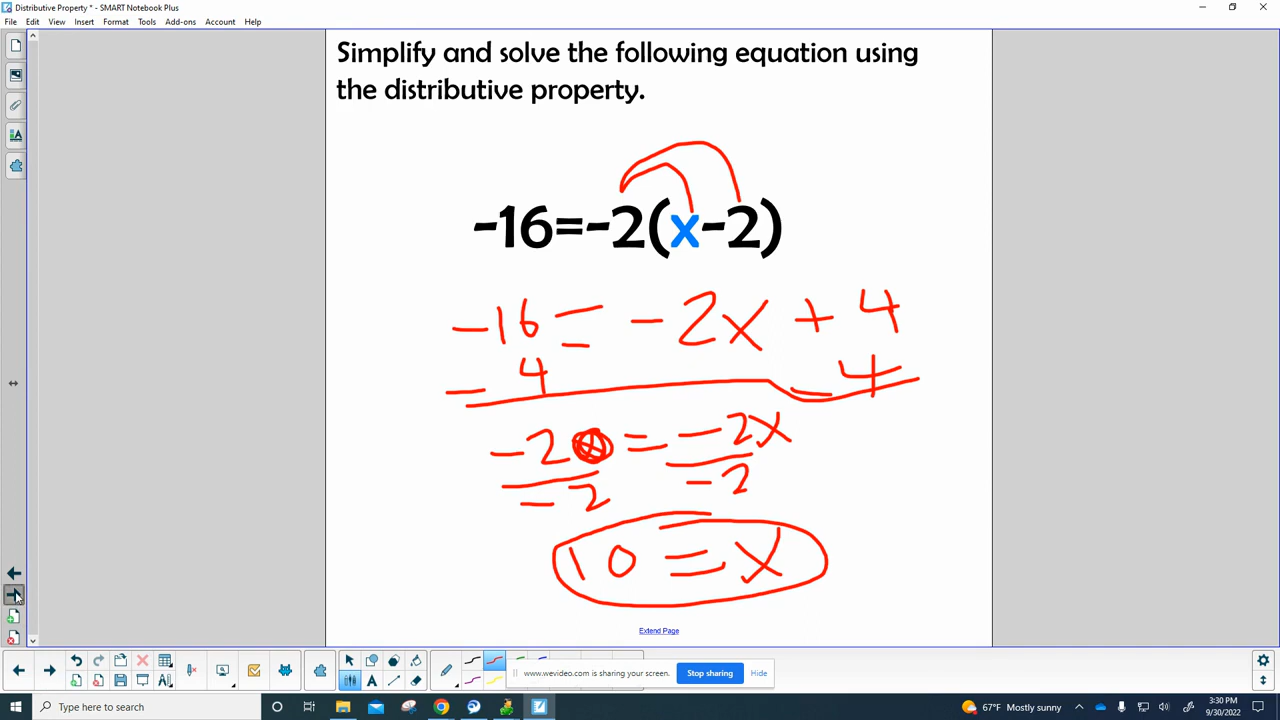 Distributive Property * - SMART Notebook Plus
File Edit View Insert Format Tools Add-ons Account Help
Simplify and solve the following equation using
the distributive property.
-16=-2(x-2)
-16 = -2x + 4
- 4 - 4
-20 = -2x
-2 -2
10 = x
Extend Page
www.wevideo.com is sharing your screen. Stop sharing Hide
Type here to search
67°F Mostly sunny
3:30 PM
9/30/2022